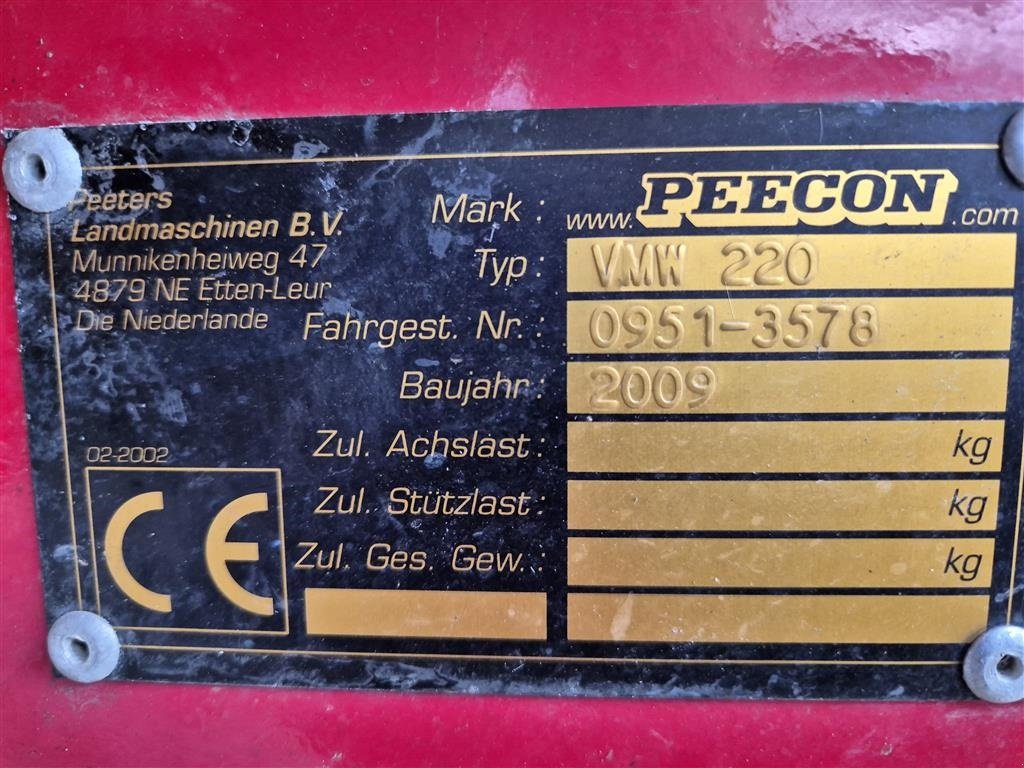 Peeters
Landmaschinen B.V.
Munnikenheiweg 47
4879 NE Etten-Leur
Die Niederlande
Mark : www.PEECON.com
Typ : VMW 220
Fahrgest. Nr. : 0951-3578
Baujahr : 2009
Zul. Achslast : kg
Zul. Stützlast : kg
Zul. Ges. Gew. : kg
02-2002
CE